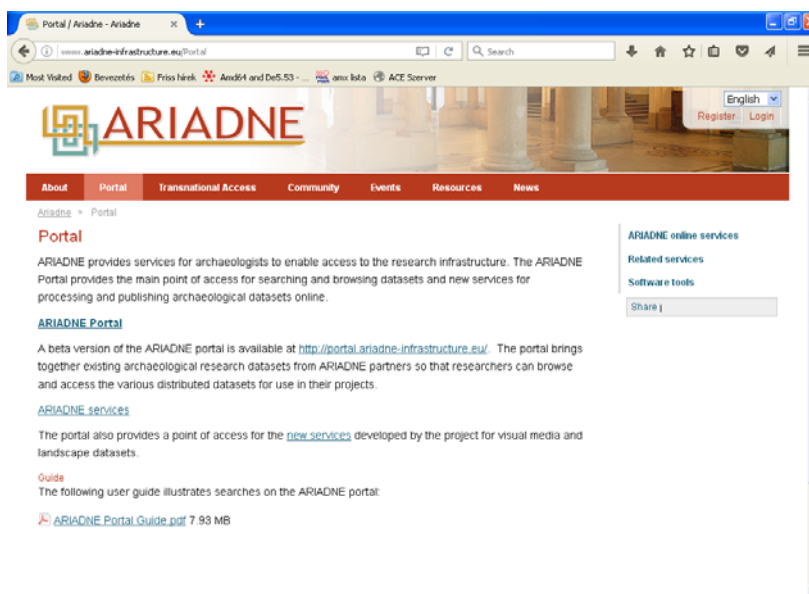 Portal / Ariadne - Ariadne
www.ariadne-infrastructure.eu/Portal
Search
Most Visited Bevezetés Friss hírek Amd64 and De5.53 - ... amx lista ACE Szerver
ARIADNE
English
Register Login
About Portal Transnational Access Community Events Resources News
Ariadne > Portal
Portal
ARIADNE provides services for archaeologists to enable access to the research infrastructure. The ARIADNE
Portal provides the main point of access for searching and browsing datasets and new services for
processing and publishing archaeological datasets online.
ARIADNE Portal
A beta version of the ARIADNE portal is available at http://portal.ariadne-infrastructure.eu/. The portal brings
together existing archaeological research datasets from ARIADNE partners so that researchers can browse
and access the various distributed datasets for use in their projects.
ARIADNE services
The portal also provides a point of access for the new services developed by the project for visual media and
landscape datasets.
Guide
The following user guide illustrates searches on the ARIADNE portal:
ARIADNE Portal Guide.pdf 7.93 MB
ARIADNE online services
Related services
Software tools
Share |